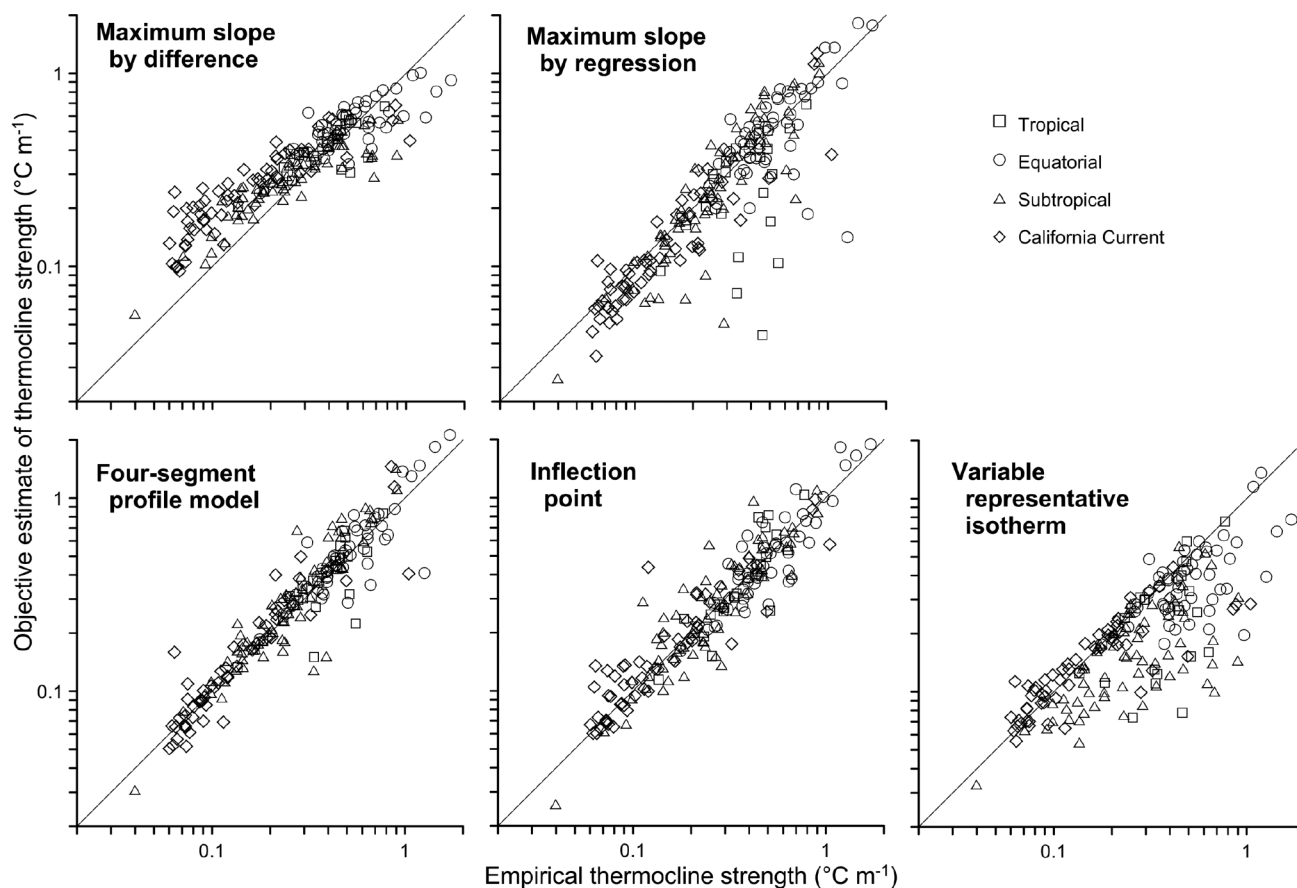 Maximum slope
by difference
Maximum slope
by regression
Tropical
Equatorial
Subtropical
California Current
1
0.1
Objective estimate of thermocline strength (°C m⁻¹)
Four-segment
profile model
Inflection
point
Variable
representative
isotherm
1
0.1
0.1
1
0.1
1
0.1
1
Empirical thermocline strength (°C m⁻¹)